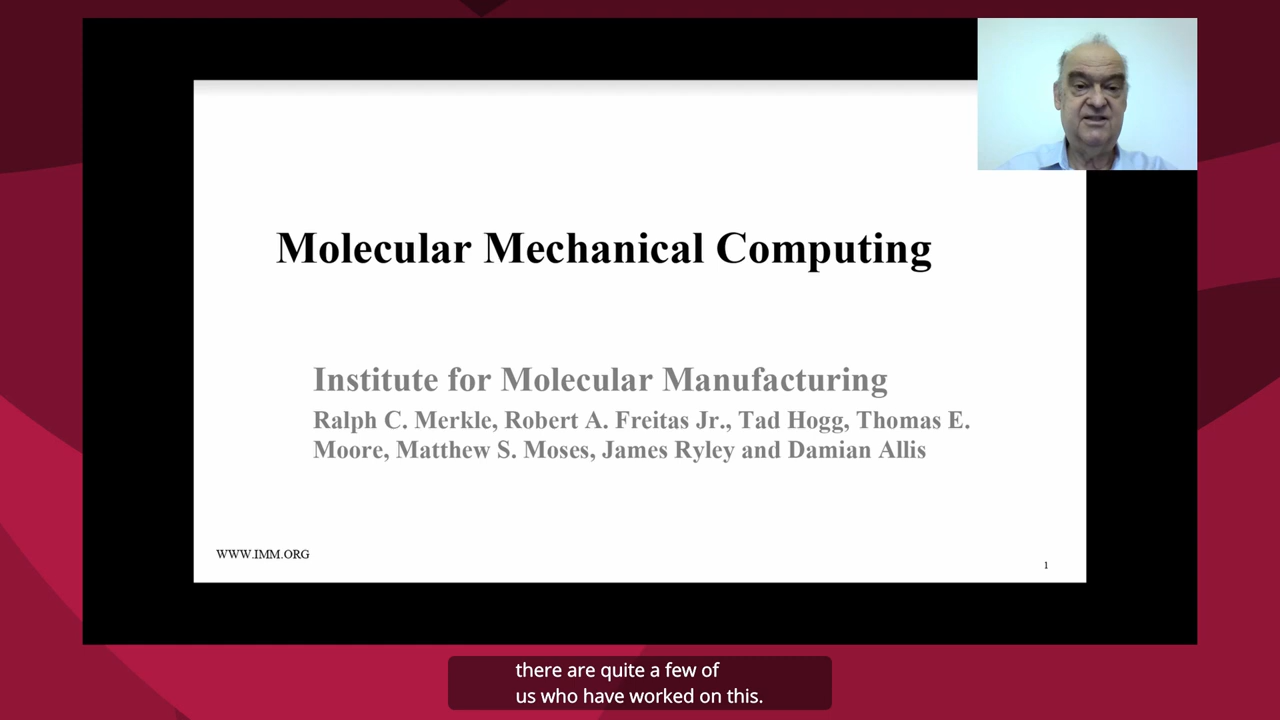 Molecular Mechanical Computing
Institute for Molecular Manufacturing
Ralph C. Merkle, Robert A. Freitas Jr., Tad Hogg, Thomas E.
Moore, Matthew S. Moses, James Ryley and Damian Allis
WWW.IMM.ORG
1
there are quite a few of
us who have worked on this.